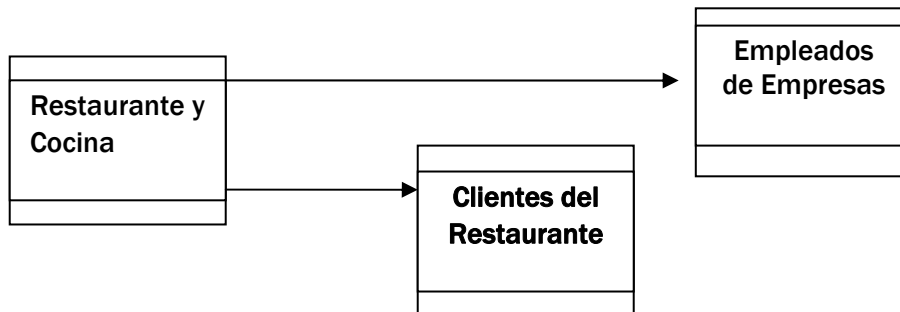 Restaurante y
Cocina
Clientes del
Restaurante
Empleados
de Empresas